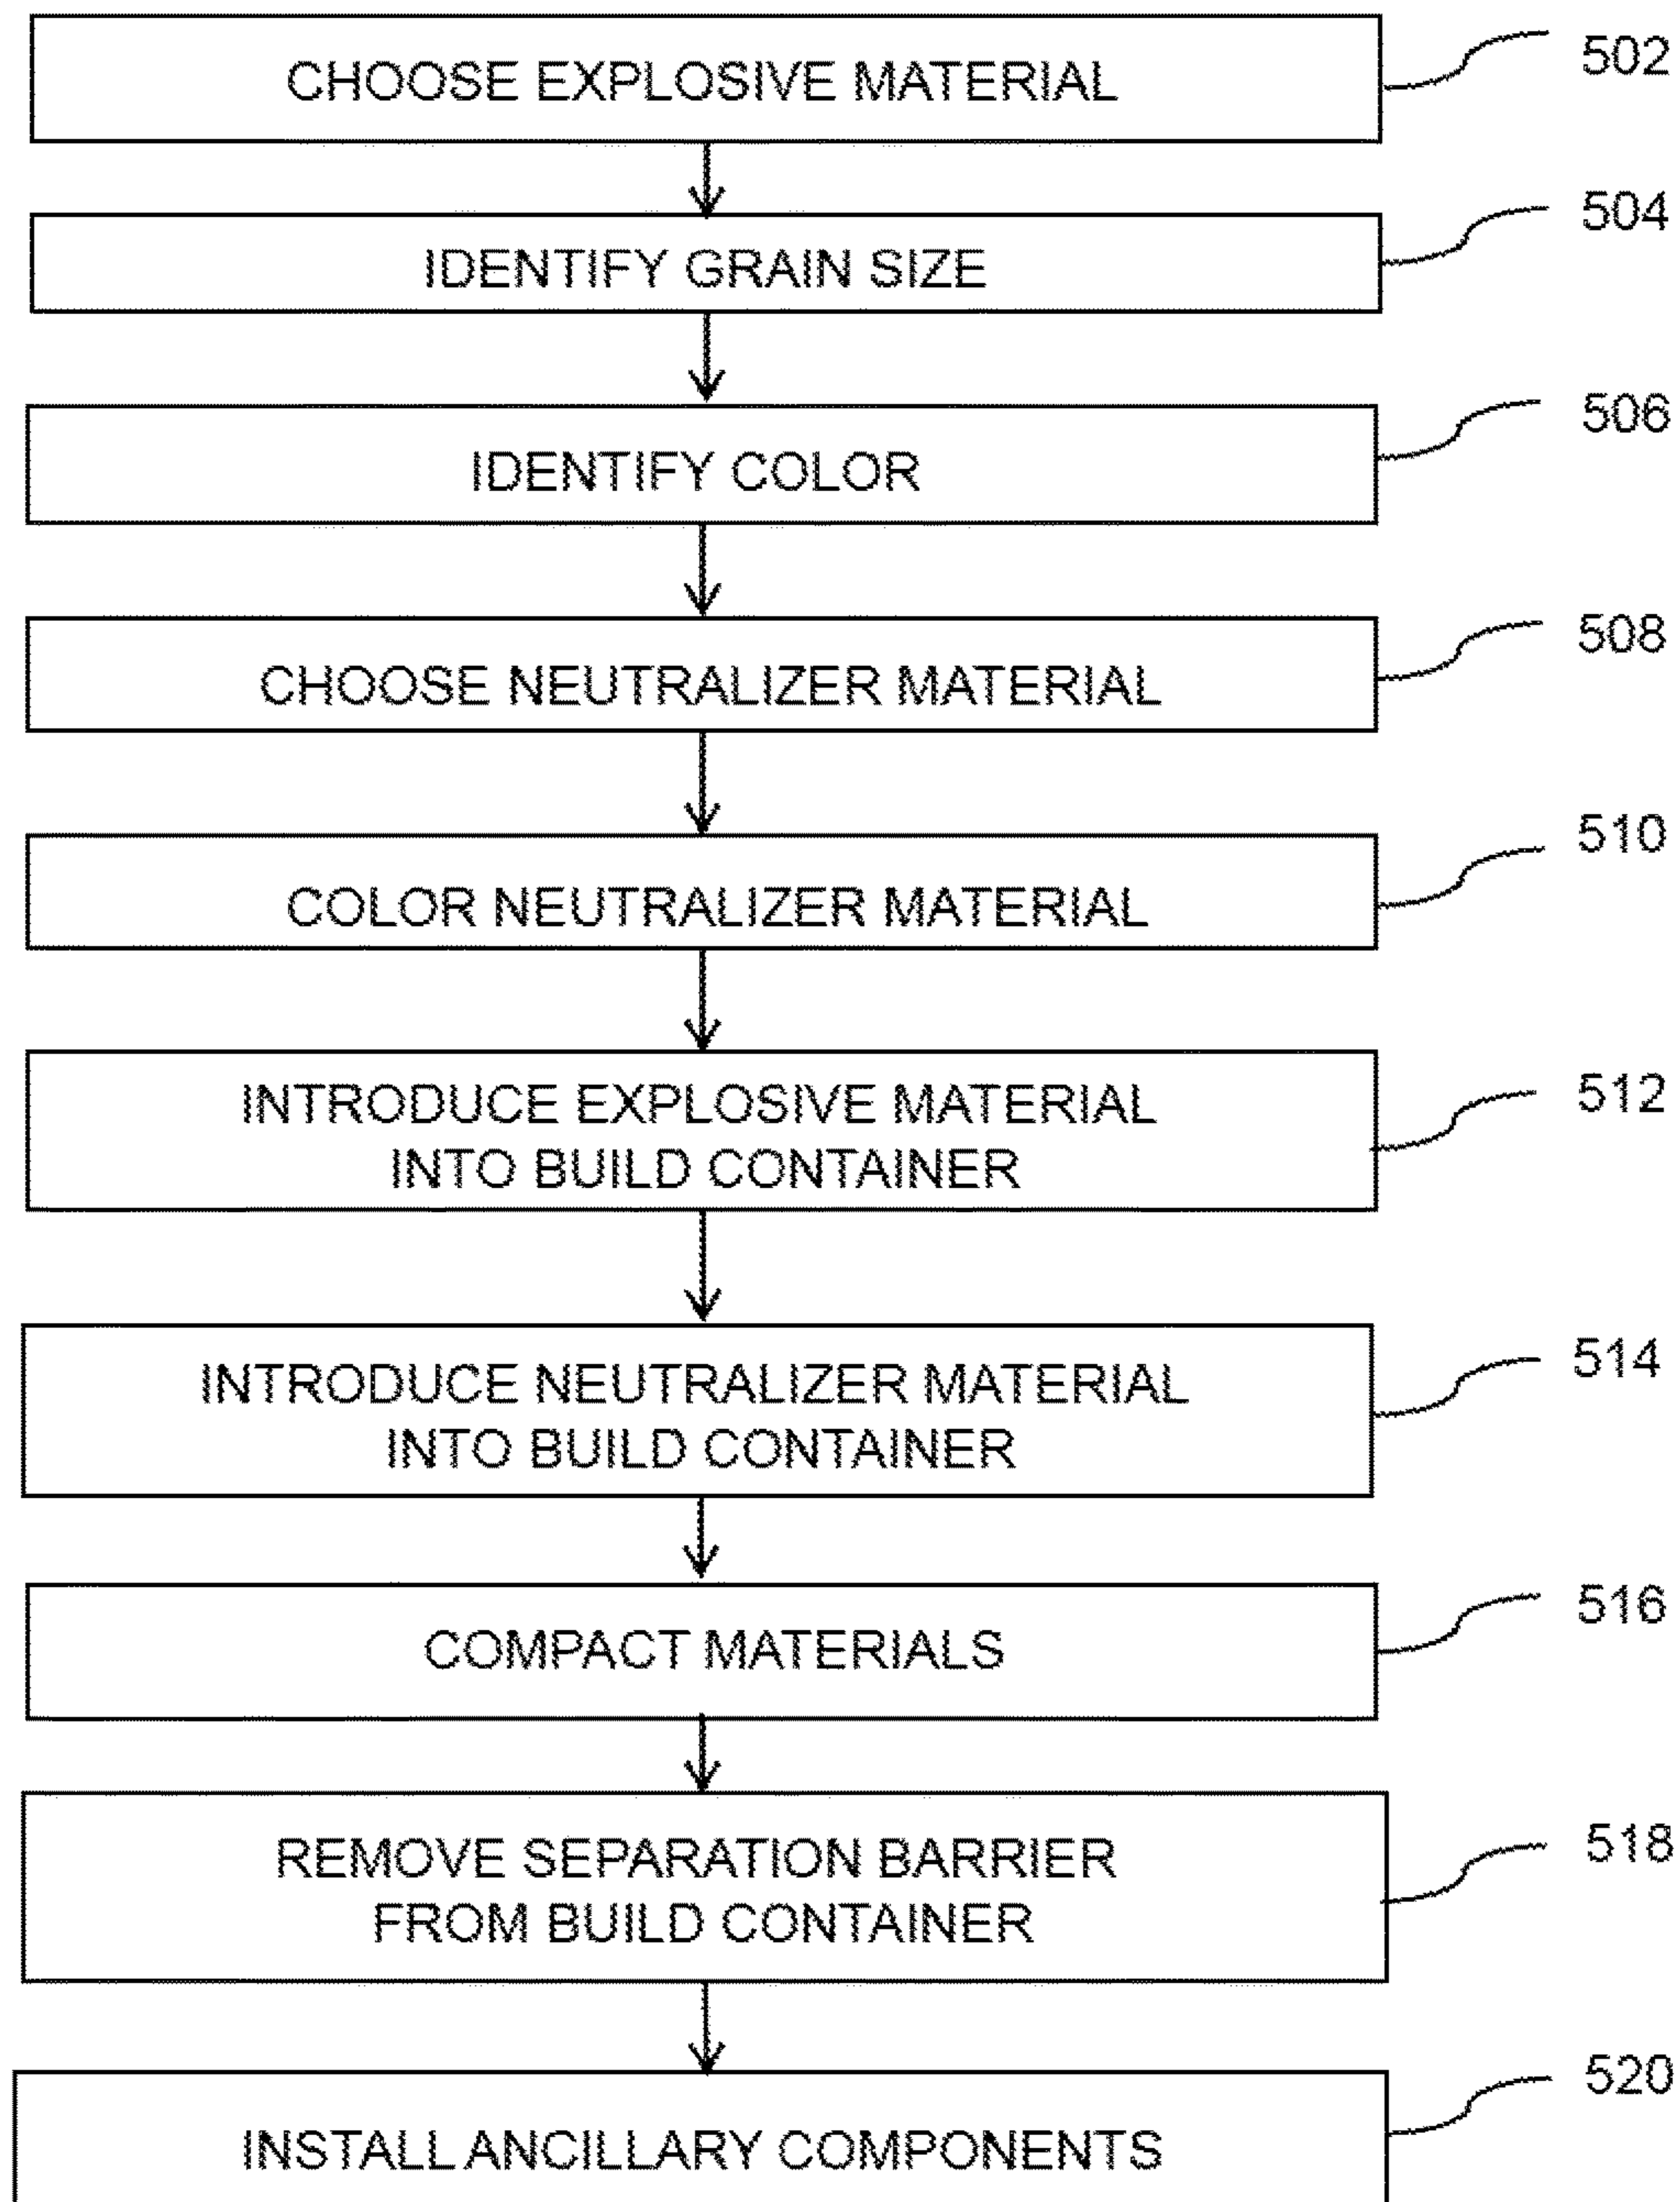 CHOOSE EXPLOSIVE MATERIAL
502
IDENTIFY GRAIN SIZE
504
IDENTIFY COLOR
506
CHOOSE NEUTRALIZER MATERIAL
508
COLOR NEUTRALIZER MATERIAL
510
INTRODUCE EXPLOSIVE MATERIAL
INTO BUILD CONTAINER
512
INTRODUCE NEUTRALIZER MATERIAL
INTO BUILD CONTAINER
514
COMPACT MATERIALS
516
REMOVE SEPARATION BARRIER
FROM BUILD CONTAINER
518
INSTALL ANCILLARY COMPONENTS
520